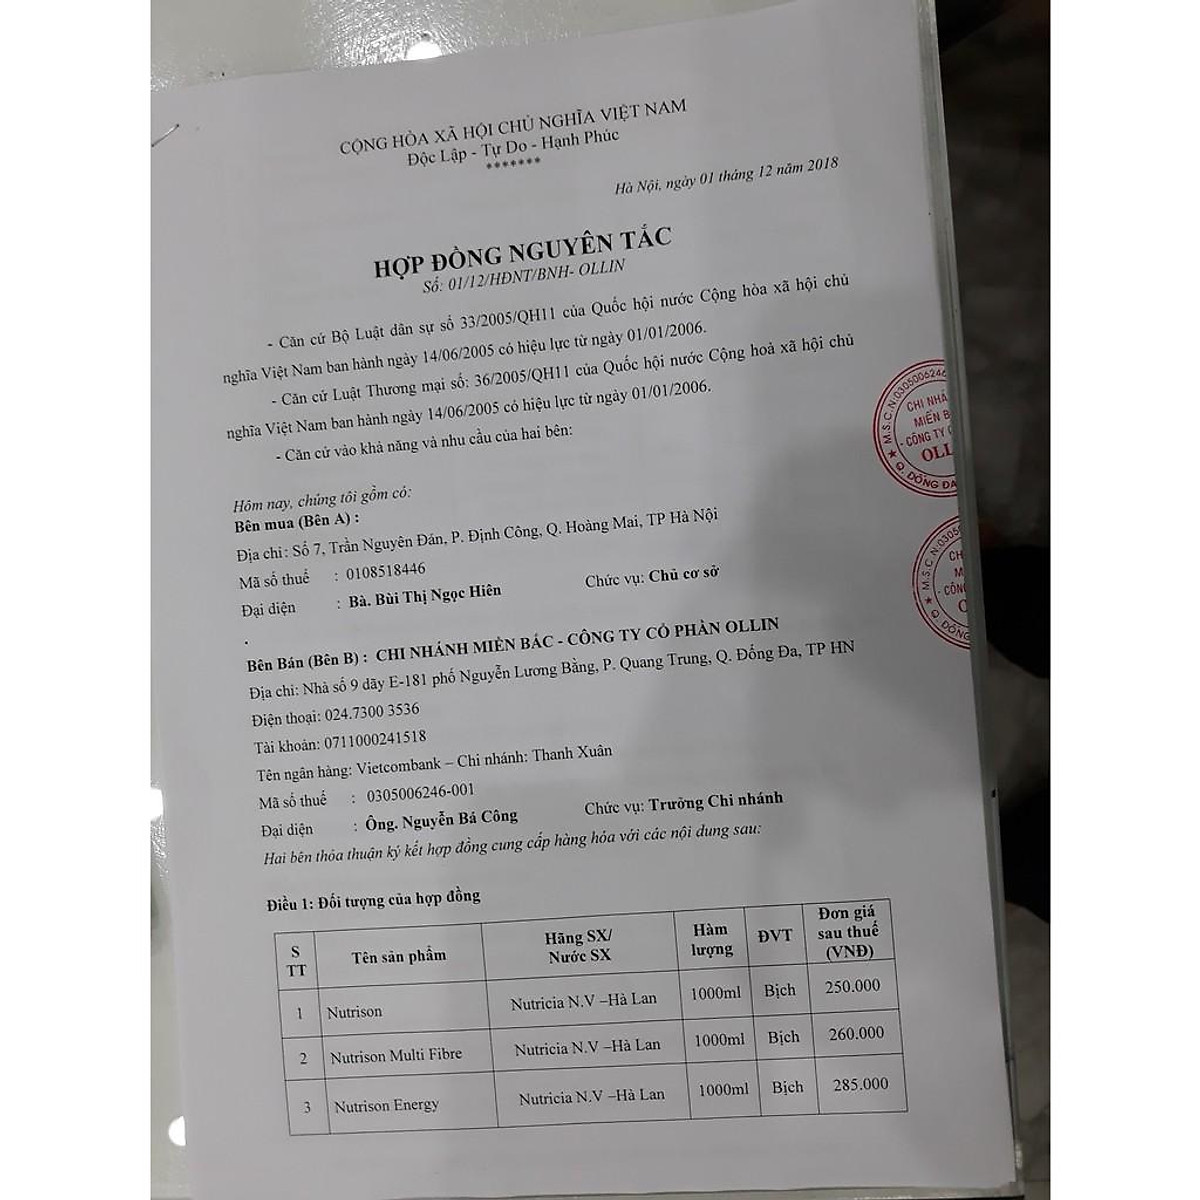 CỘNG HÒA XÃ HỘI CHỦ NGHĨA VIỆT NAM
Độc Lập - Tự Do - Hạnh Phúc
*******
Hà Nội, ngày 01 tháng 12 năm 2018
HỢP ĐỒNG NGUYÊN TẮC
Số: 01/12/HĐNT/BNH- OLLIN
- Căn cứ Bộ Luật dân sự số 33/2005/QH11 của Quốc hội nước Cộng hòa xã hội chủ
nghĩa Việt Nam ban hành ngày 14/06/2005 có hiệu lực từ ngày 01/01/2006.
- Căn cứ Luật Thương mại số: 36/2005/QH11 của Quốc hội nước Cộng hoà xã hội chủ
nghĩa Việt Nam ban hành ngày 14/06/2005 có hiệu lực từ ngày 01/01/2006.
- Căn cứ vào khả năng và nhu cầu của hai bên:
Hôm nay, chúng tôi gồm có:
Bên mua (Bên A) :
Địa chỉ: Số 7, Trần Nguyên Đán, P. Định Công, Q. Hoàng Mai, TP Hà Nội
Mã số thuế : 0108518446
Đại diện : Bà. Bùi Thị Ngọc Hiên Chức vụ: Chủ cơ sở
.
Bên Bán (Bên B) : CHI NHÁNH MIỀN BẮC - CÔNG TY CỔ PHẦN OLLIN
Địa chỉ: Nhà số 9 dãy E-181 phố Nguyễn Lương Bằng, P. Quang Trung, Q. Đống Đa, TP HN
Điện thoại: 024.7300 3536
Tài khoản: 0711000241518
Tên ngân hàng: Vietcombank – Chi nhánh: Thanh Xuân
Mã số thuế : 0305006246-001
Đại diện : Ông. Nguyễn Bá Công Chức vụ: Trưởng Chi nhánh
Hai bên thỏa thuận ký kết hợp đồng cung cấp hàng hóa với các nội dung sau:
Điều 1: Đối tượng của hợp đồng
S TT Tên sản phẩm Hãng SX/ Nước SX Hàm lượng ĐVT Đơn giá sau thuế (VNĐ)
1 Nutrison Nutricia N.V –Hà Lan 1000ml Bịch 250.000
2 Nutrison Multi Fibre Nutricia N.V –Hà Lan 1000ml Bịch 260.000
3 Nutrison Energy Nutricia N.V –Hà Lan 1000ml Bịch 285.000
M.S.C.N:0305006246
CHI NHÁ
MIỀN B
- CÔNG TY C
OLL
★ Q. ĐỐNG ĐA
M.S.C.N:0305
CH
M
- CÔN
O
★ Q. ĐỐNG